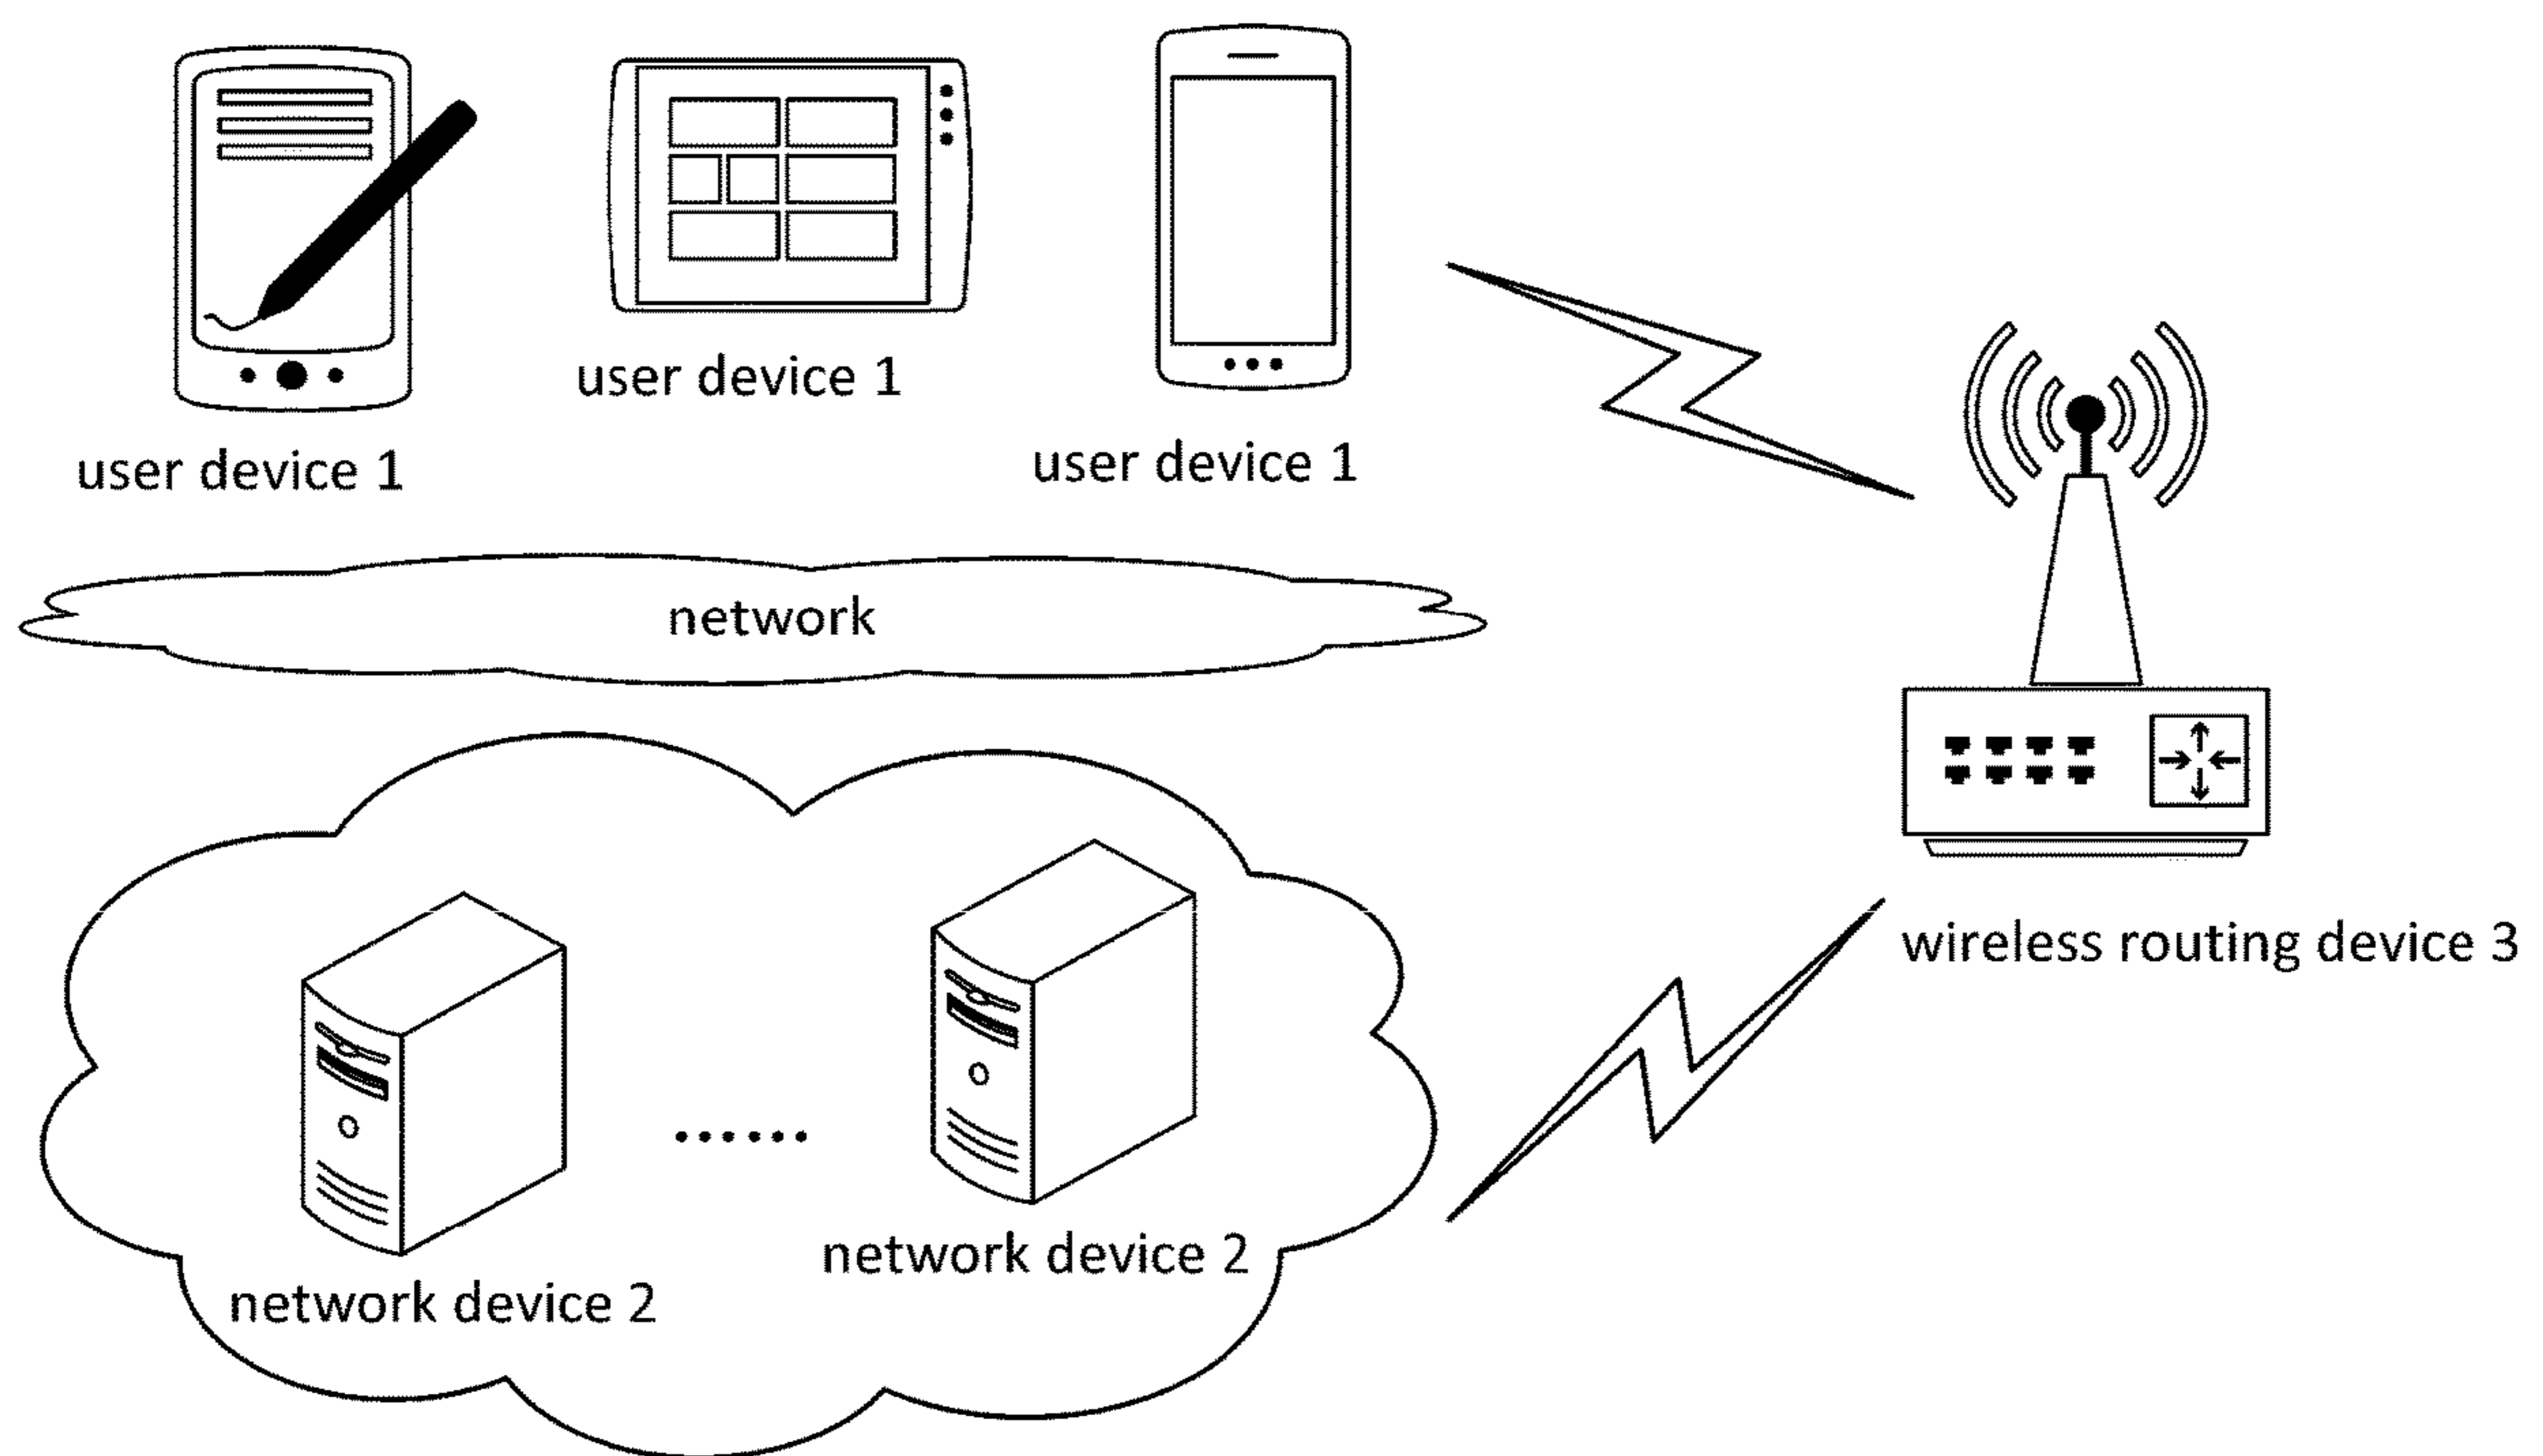 user device 1
user device 1
user device 1
network
wireless routing device 3
network device 2
......
network device 2